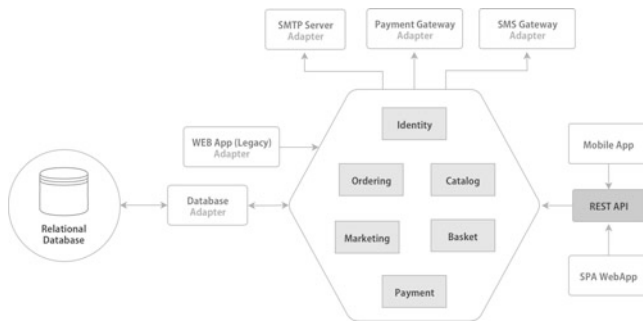 SMTP Server
Adapter
Payment Gateway
Adapter
SMS Gateway
Adapter
Identity
WEB App (Legacy)
Adapter
Mobile App
Ordering
Catalog
Database
Adapter
REST API
Relational
Database
Marketing
Basket
SPA WebApp
Payment